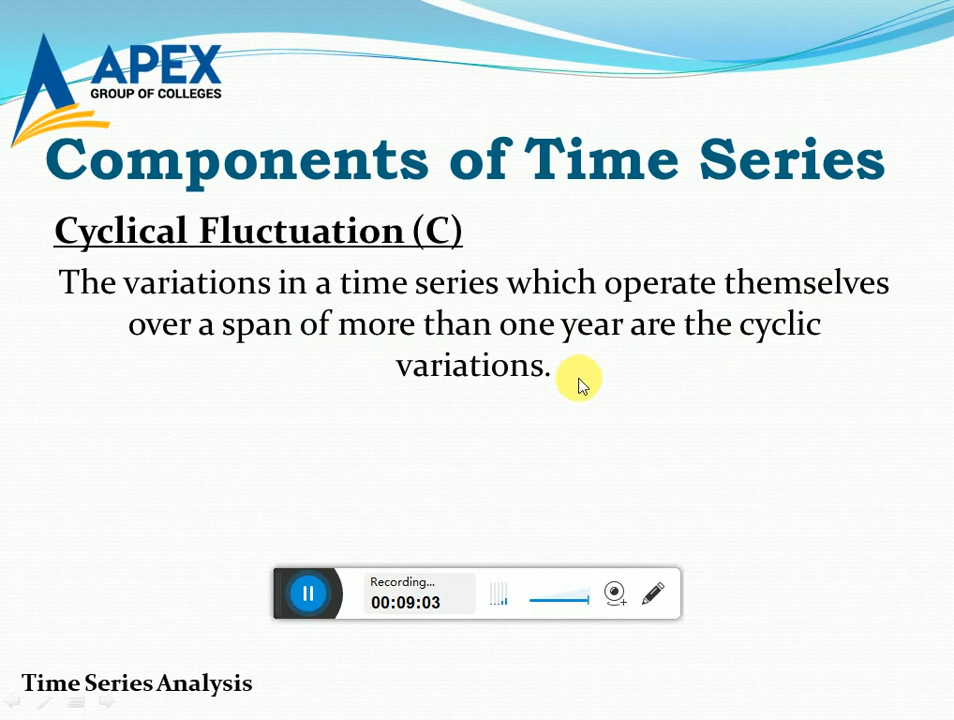 APEX
GROUP OF COLLEGES
Components of Time Series
Cyclical Fluctuation (C)
The variations in a time series which operate themselves
over a span of more than one year are the cyclic
variations.
Recording...
00:09:03
Time Series Analysis